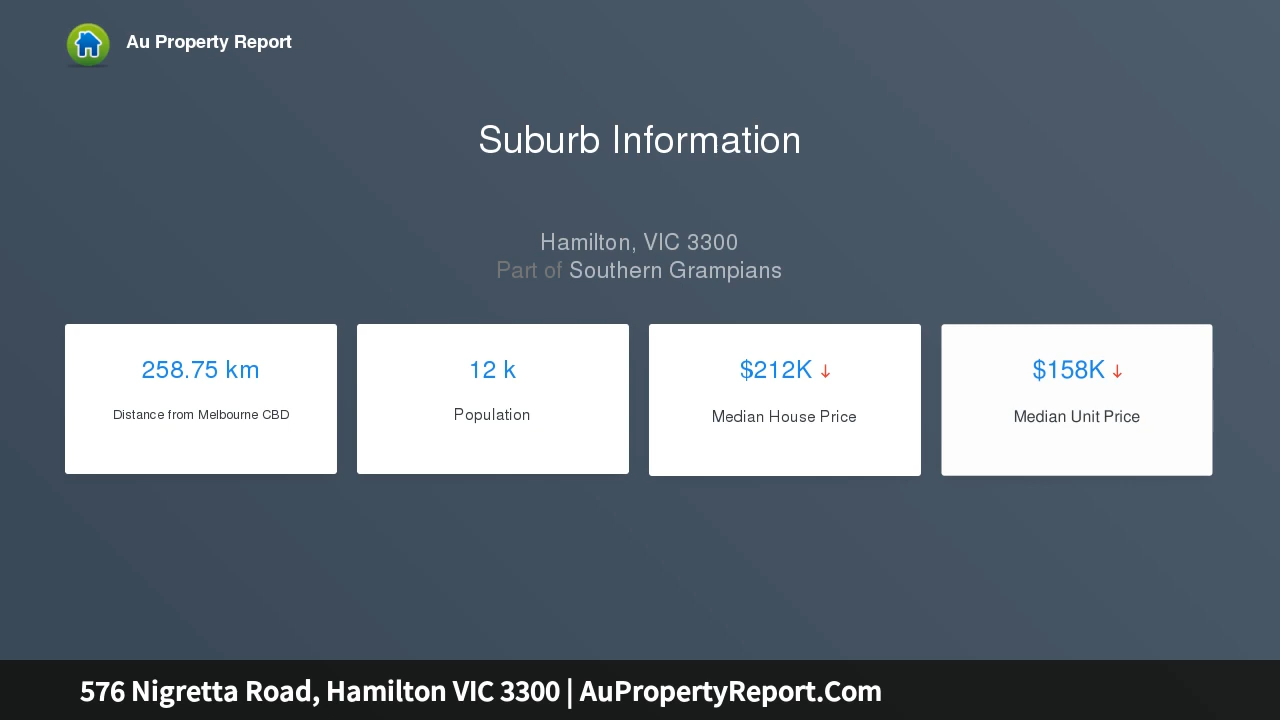 Au Property Report
Suburb Information
Hamilton, VIC 3300
Part of Southern Grampians
258.75 km
Distance from Melbourne CBD
12 k
Population
$212K ↓
Median House Price
$158K ↓
Median Unit Price
576 Nigretta Road, Hamilton VIC 3300 | AuPropertyReport.Com